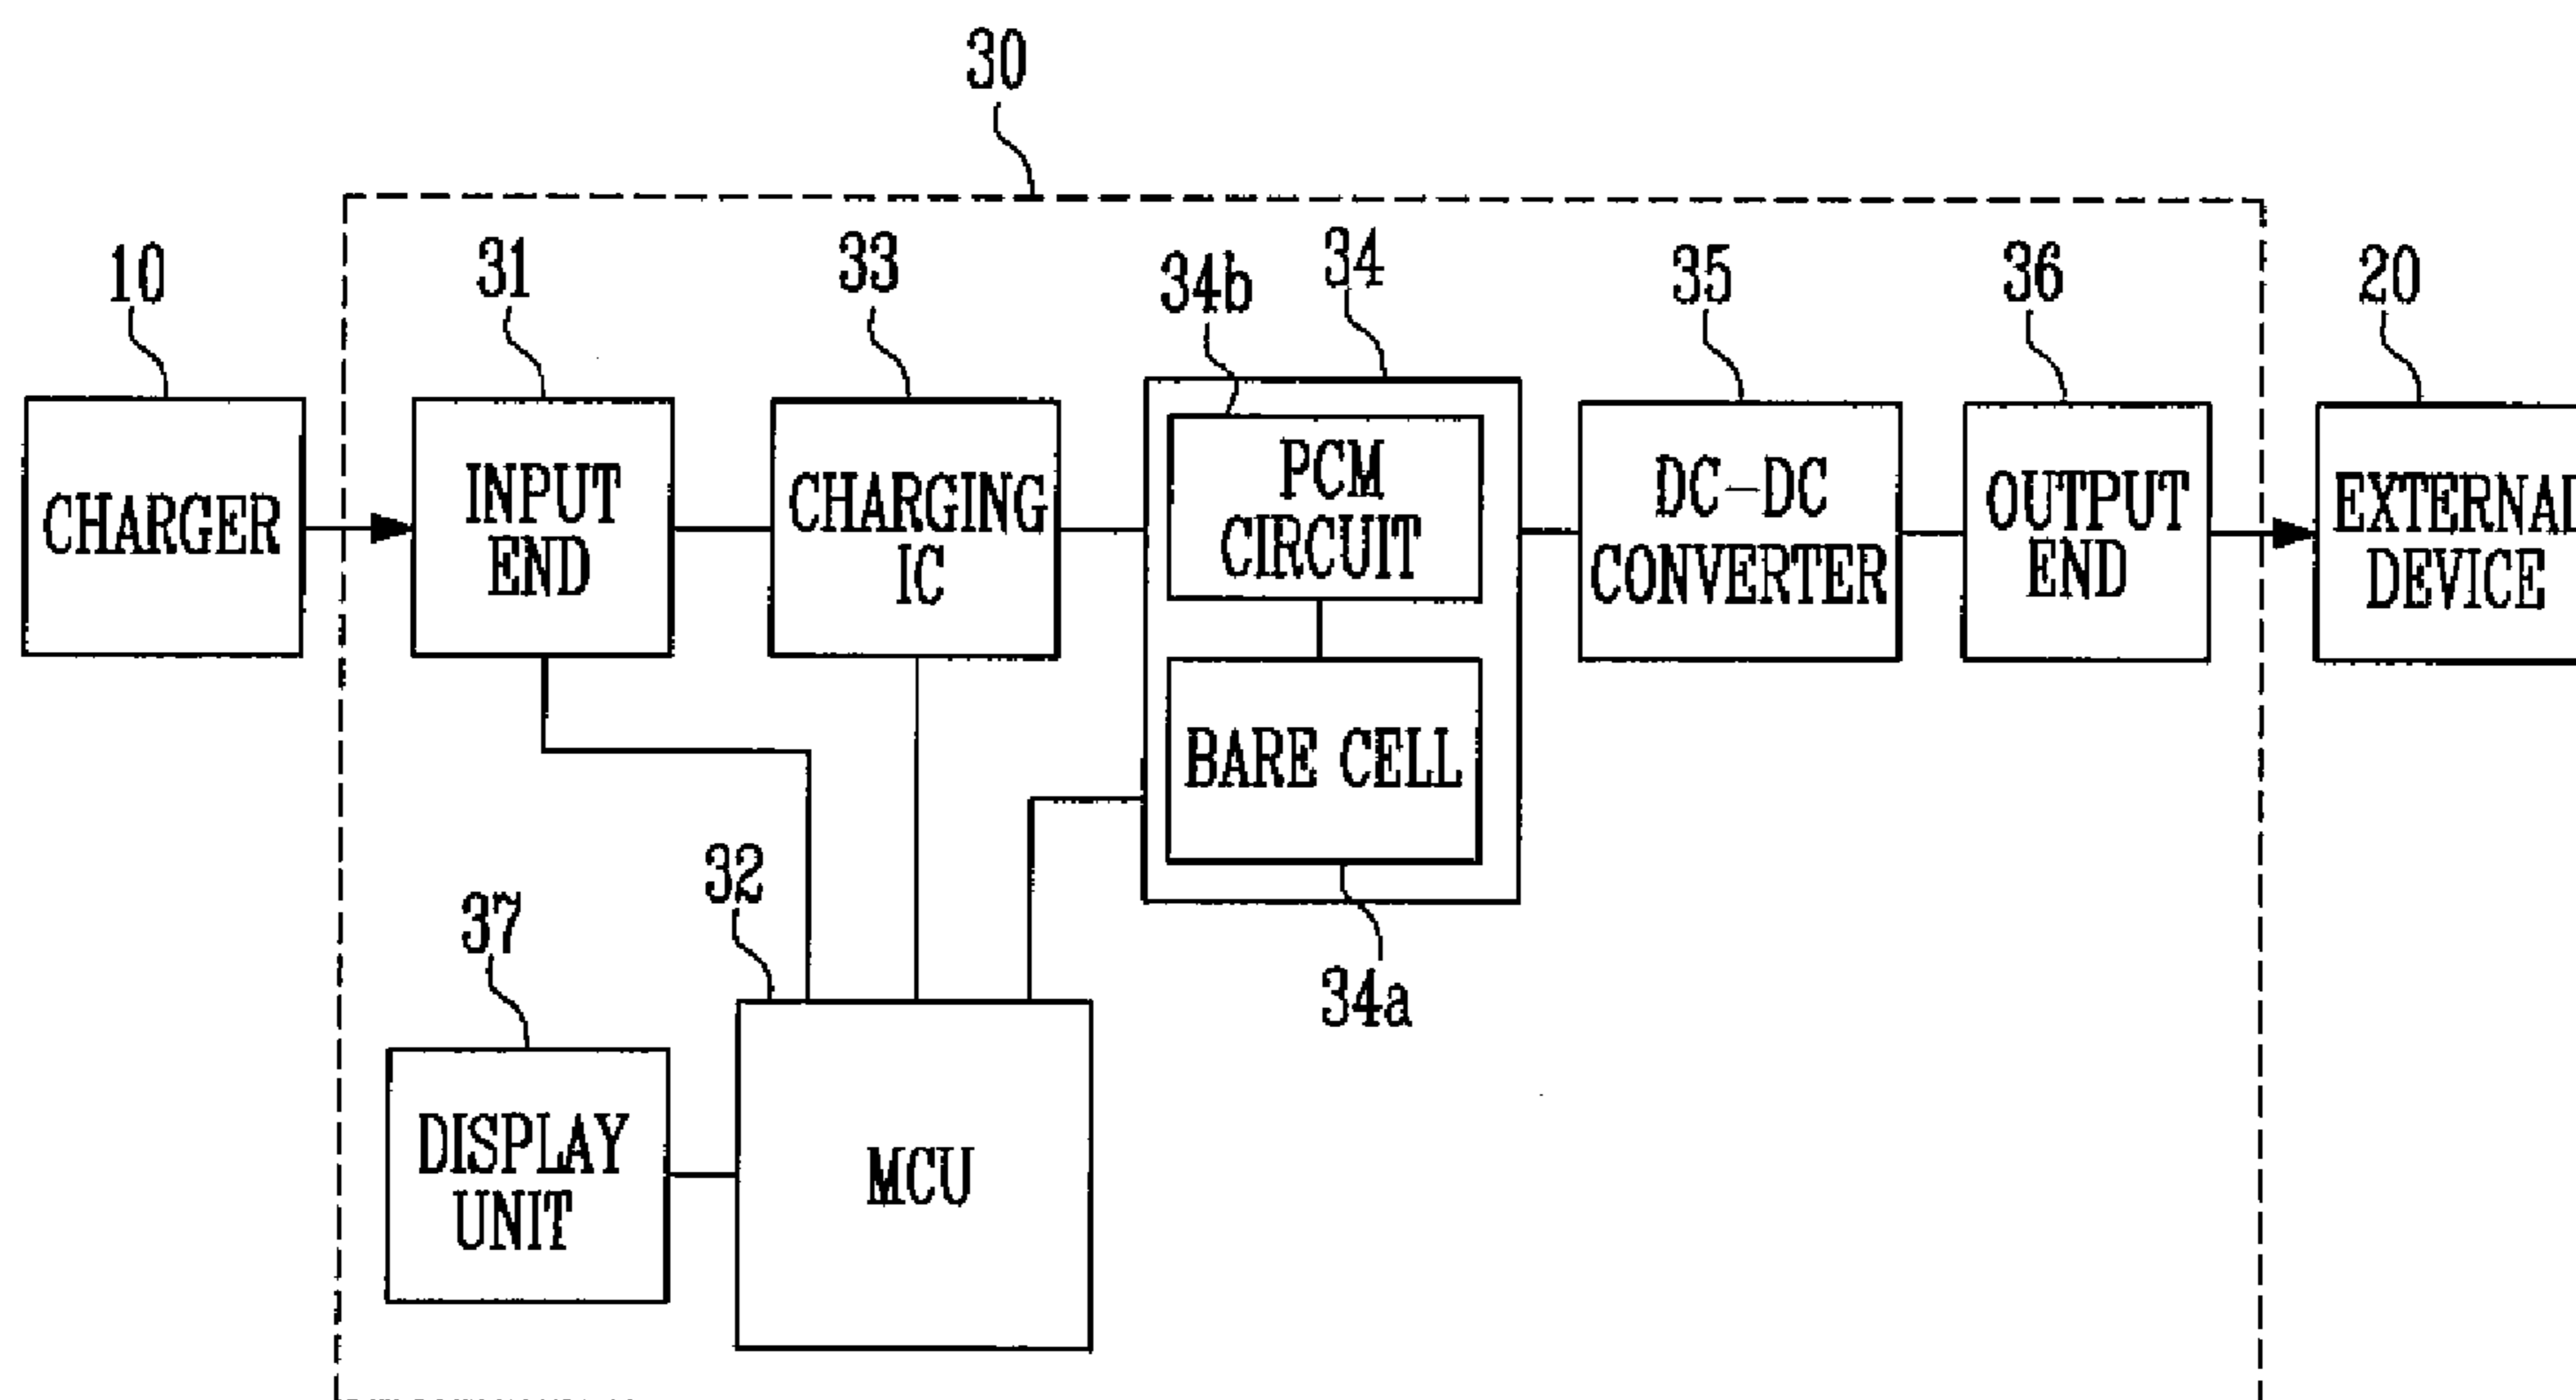 30
10
31
33
34b
34
35
36
20
CHARGER
INPUT
END
CHARGING
IC
PCM
CIRCUIT
BARE CELL
DC-DC
CONVERTER
OUTPUT
END
EXTERNAL
DEVICE
37
32
34a
DISPLAY
UNIT
MCU